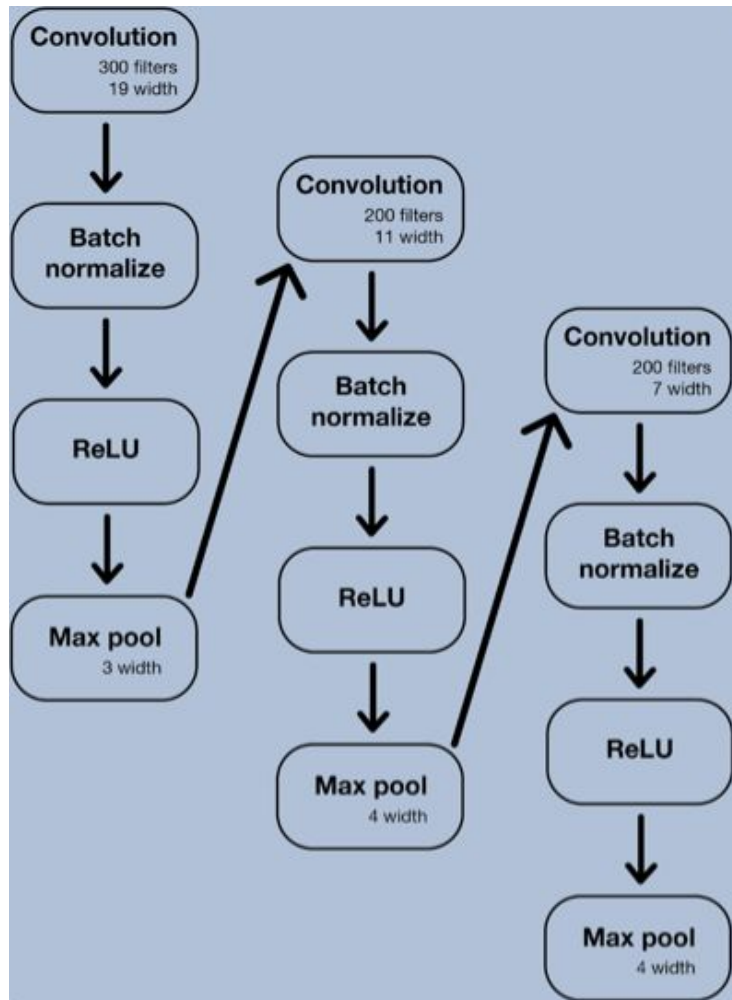 Convolution
300 filters
19 width
Batch
normalize
ReLU
Max pool
3 width
Convolution
200 filters
11 width
Batch
normalize
ReLU
Max pool
4 width
Convolution
200 filters
7 width
Batch
normalize
ReLU
Max pool
4 width